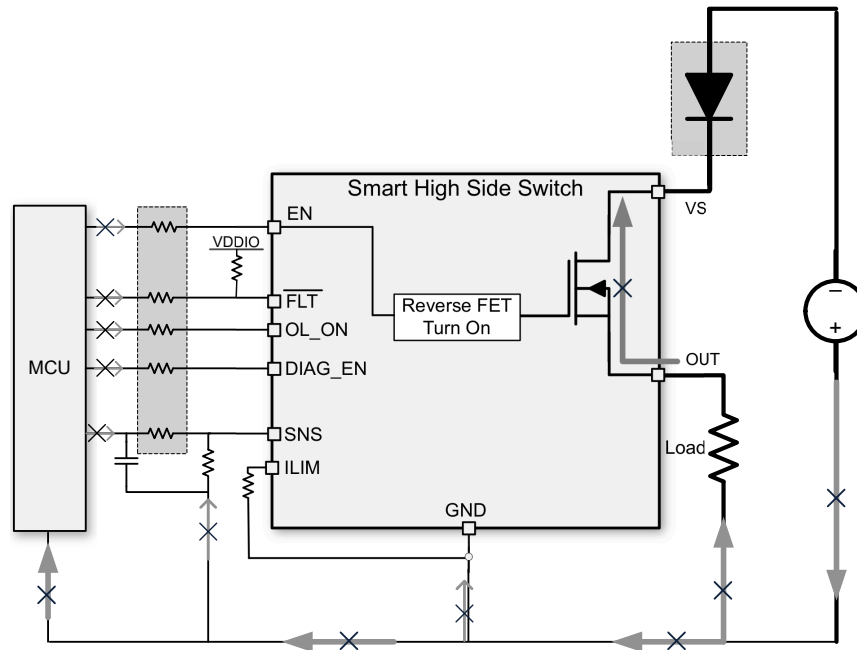 Smart High Side Switch
VS
EN
VDDIO
FLT
OL_ON
DIAG_EN
SNS
ILIM
GND
Reverse FET
Turn On
OUT
MCU
Load
−
+